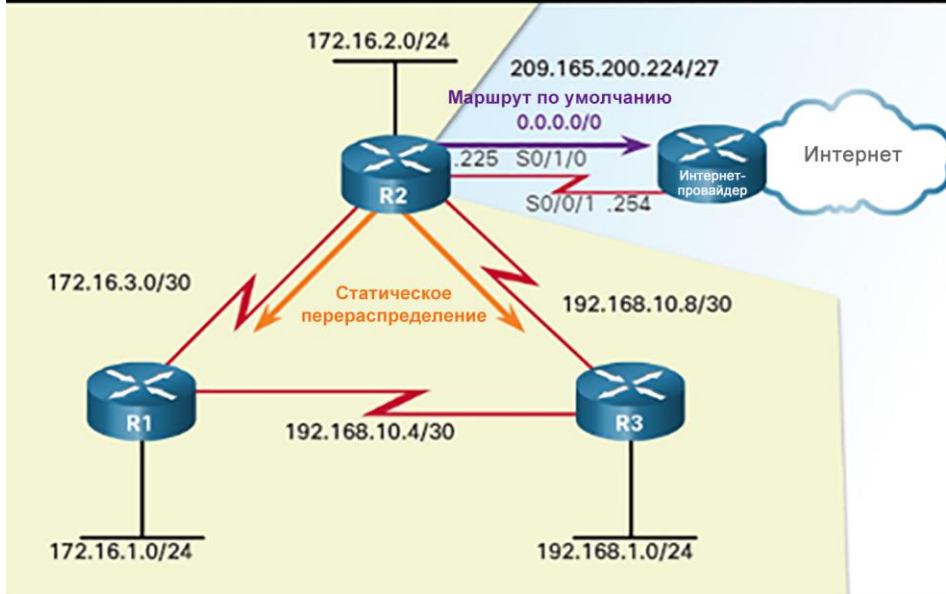 172.16.2.0/24
209.165.200.224/27
Маршрут по умолчанию
0.0.0.0/0
.225 S0/1/0
Интернет-
провайдер
Интернет
R2
S0/0/1 .254
172.16.3.0/30
Статическое
перераспределение
192.168.10.8/30
R1
R3
192.168.10.4/30
172.16.1.0/24
192.168.1.0/24